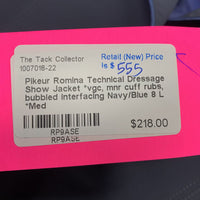 The Tack Collector
1007018-22
Retail (New) Price
is $ 555
Pikeur Romina Technical Dressage
Show Jacket *vgc, mnr cuff rubs,
bubbled interfacing Navy/Blue 8 L
*Med
$218.00
RP9ASE
RP9ASE